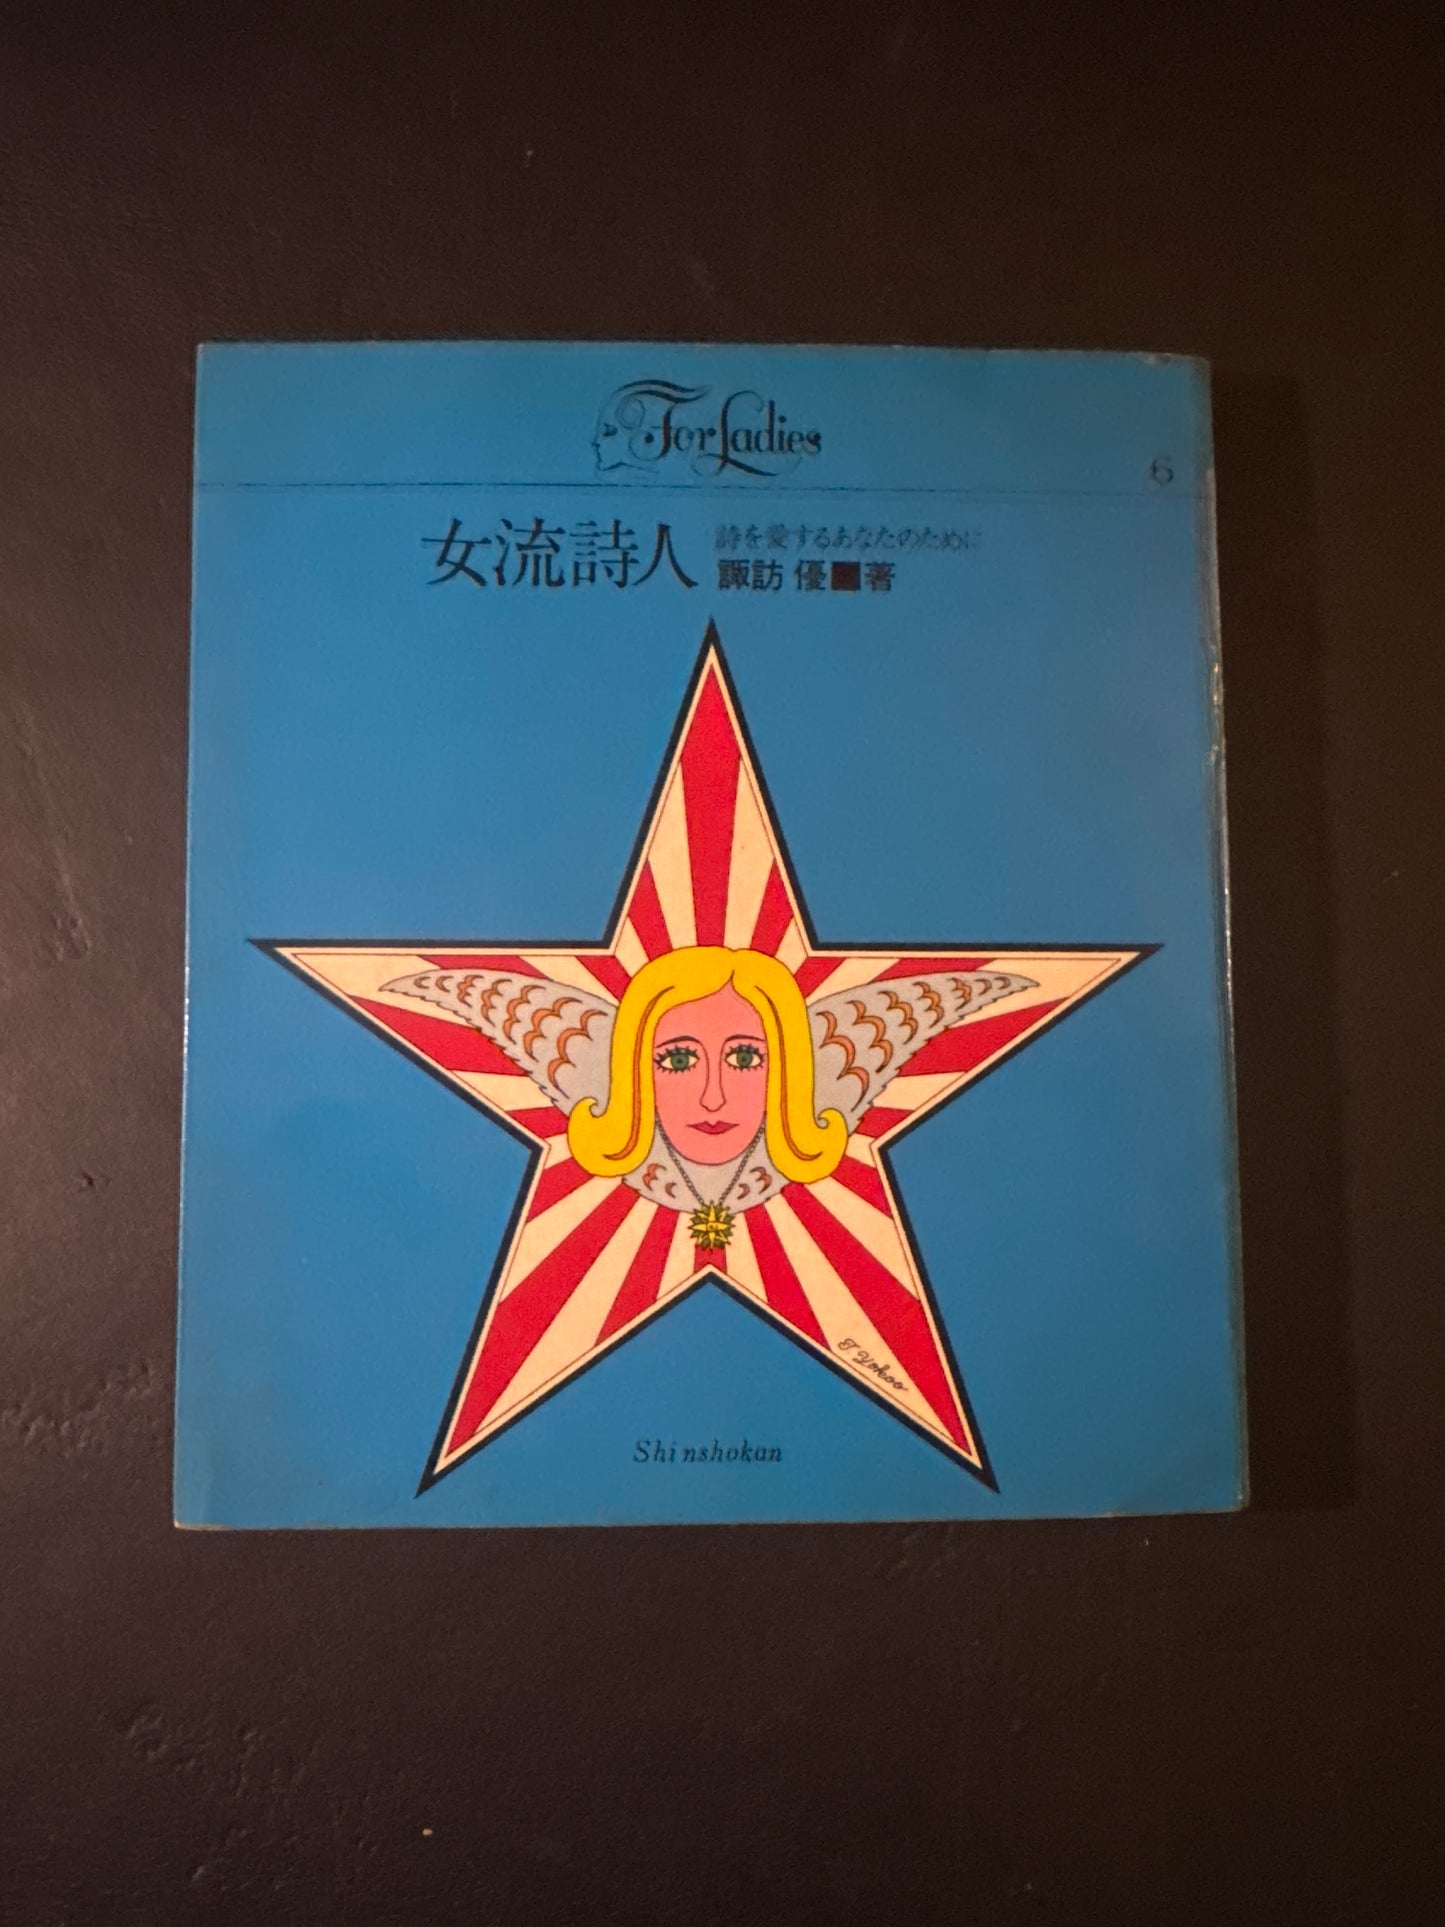 For Ladies
6
女流詩人
詩を愛するあなたのために
諏訪 優■著
T. Yokoo
Shinshokan